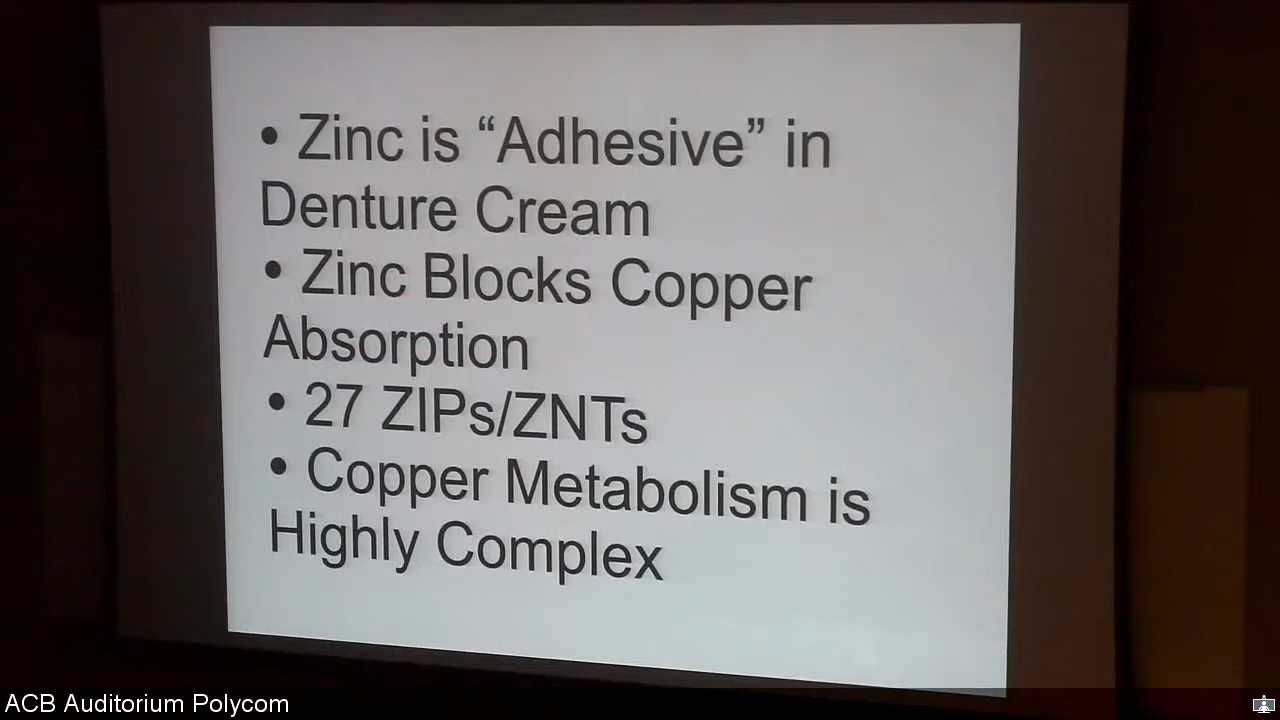 • Zinc is “Adhesive” in
Denture Cream
• Zinc Blocks Copper
Absorption
• 27 ZIPs/ZNTs
• Copper Metabolism is
Highly Complex
ACB Auditorium Polycom